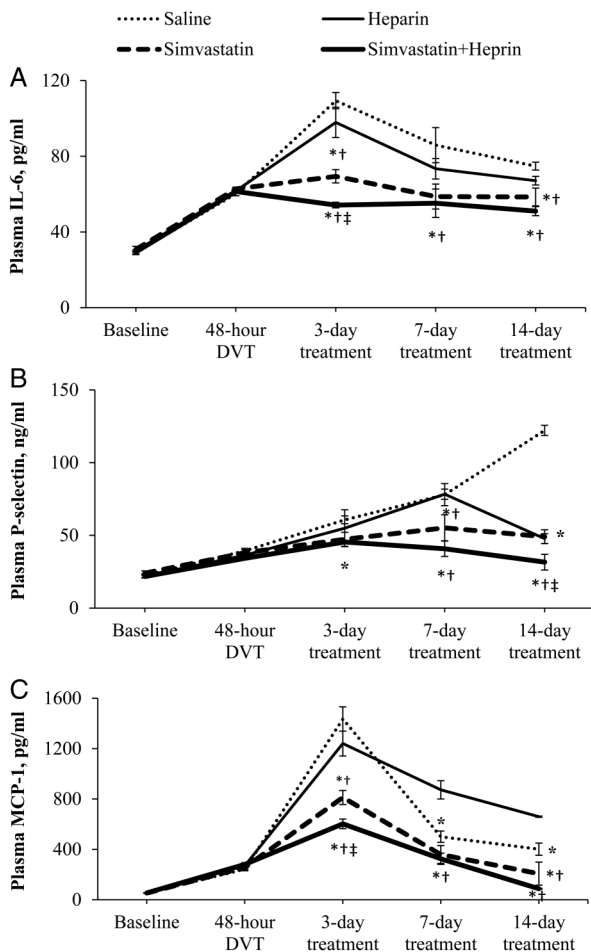 Saline Heparin
Simvastatin Simvastatin+Heprin
A
Plasma IL-6, pg/ml
120
80
40
0
*†
*†‡
*†
*†
*†
Baseline 48-hour 3-day 7-day 14-day
DVT treatment treatment treatment
B
Plasma P-selectin, ng/ml
150
100
50
0
*†
*
*
*†
*†‡
Baseline 48-hour 3-day 7-day 14-day
DVT treatment treatment treatment
C
Plasma MCP-1, pg/ml
1600
1200
800
400
0
*†
*
*
*†‡
*†
*†
*†
Baseline 48-hour 3-day 7-day 14-day
DVT treatment treatment treatment